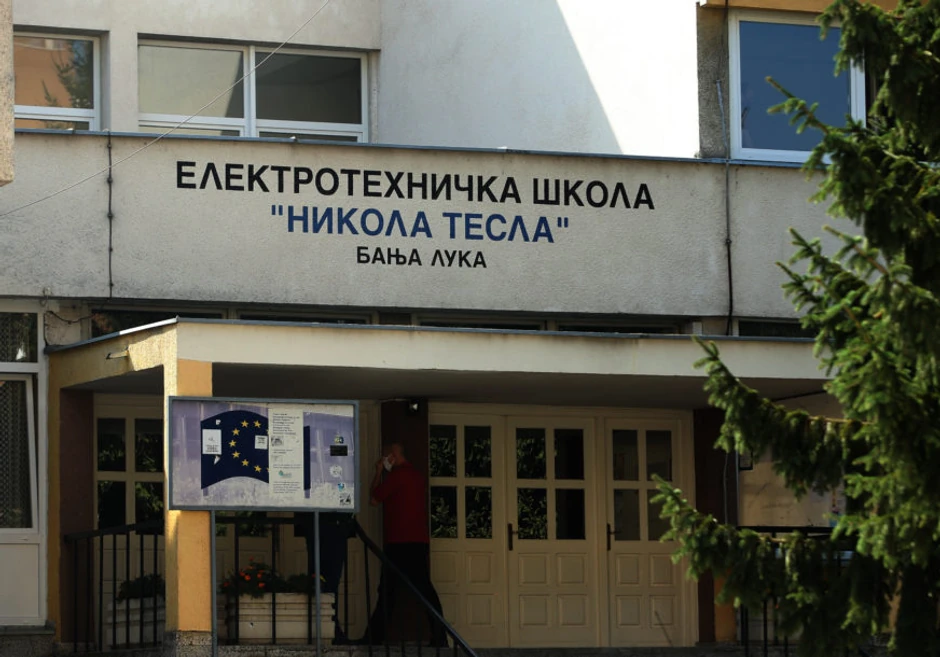 ЕЛЕКТРОТЕХНИЧКА ШКОЛА
"НИКОЛА ТЕСЛА"
БАЊА ЛУКА